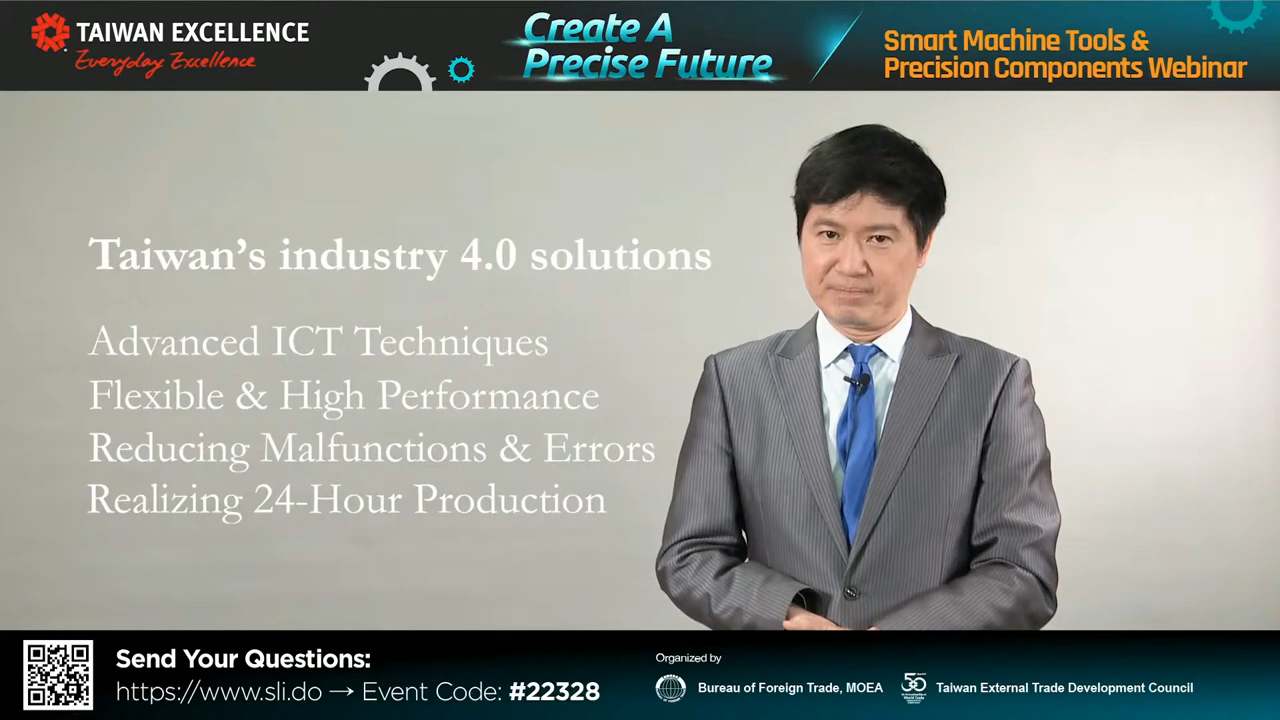 TAIWAN EXCELLENCE
Everyday Excellence
Create A
Precise Future
Smart Machine Tools &
Precision Components Webinar
Taiwan's industry 4.0 solutions
Advanced ICT Techniques
Flexible & High Performance
Reducing Malfunctions & Errors
Realizing 24-Hour Production
Send Your Questions:
https://www.sli.do → Event Code: #22328
Organized by
Bureau of Foreign Trade, MOEA
50
Taiwan External Trade Development Council